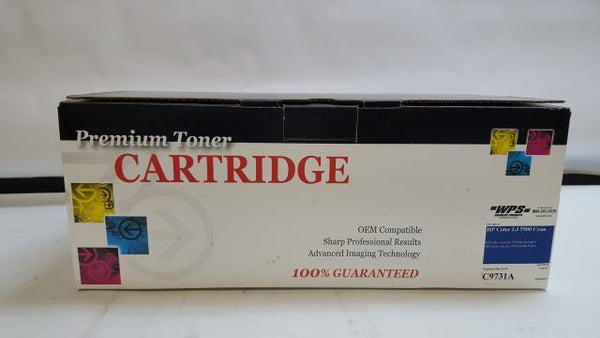 Premium Toner
CARTRIDGE
OEM Compatible
Sharp Professional Results
Advanced Imaging Technology
100% GUARANTEED
WPS
HP Color LJ 5500 Cyan
C9731A